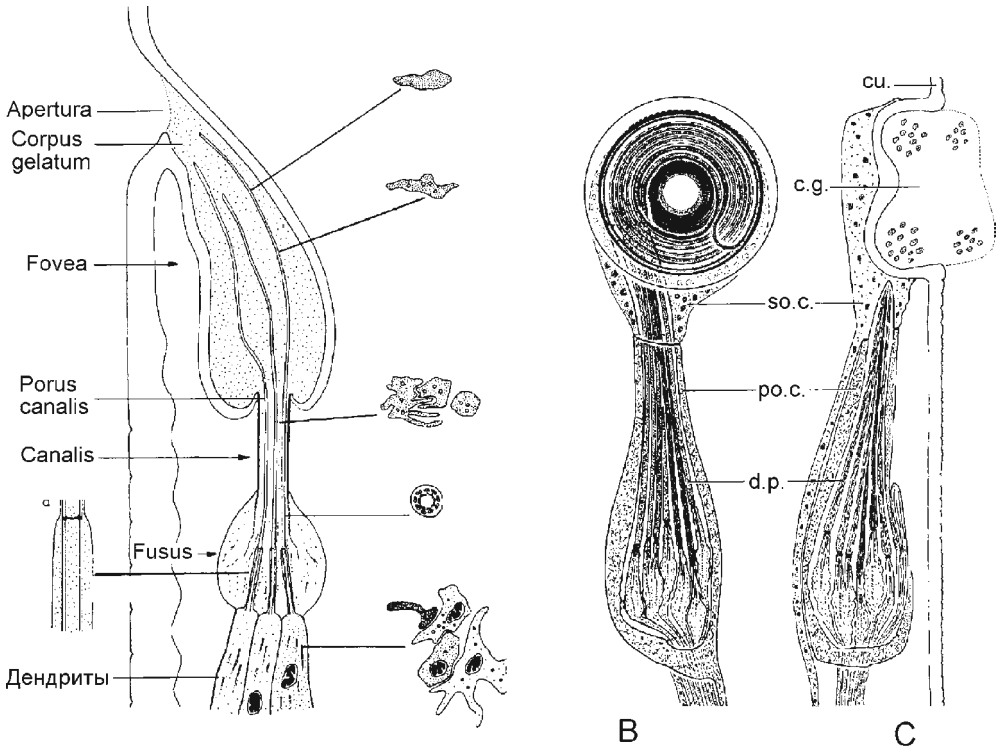 Apertura
Corpus
gelatum
Fovea
Porus
canalis
Canalis
a
Fusus
Дендриты
cu.
c.g.
so.c.
po.c.
d.p.
B
C